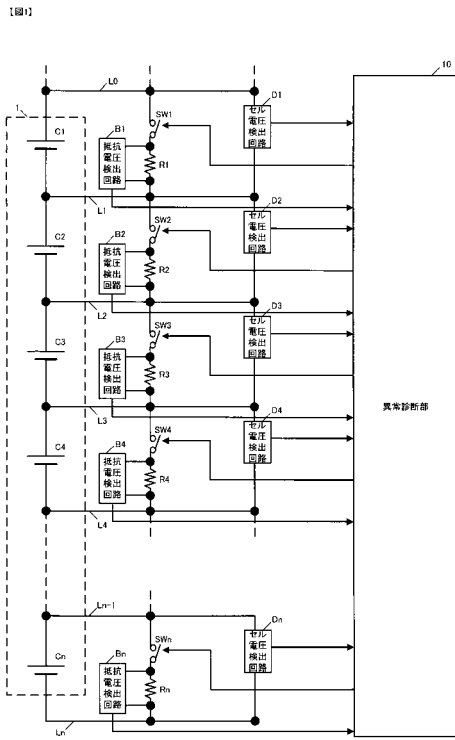 【図1】
10
L0
1
D1
SW1
セル
電圧
検出
回路
C1
B1
抵抗
電圧
検出
回路
R1
L1
D2
SW2
セル
電圧
検出
回路
C2
B2
抵抗
電圧
検出
回路
R2
L2
D3
SW3
セル
電圧
検出
回路
C3
B3
抵抗
電圧
検出
回路
R3
L3
D4
異常診断部
SW4
セル
電圧
検出
回路
C4
B4
抵抗
電圧
検出
回路
R4
L4
Ln-1
Dn
SWn
セル
電圧
検出
回路
Cn
Bn
抵抗
電圧
検出
回路
Rn
Ln